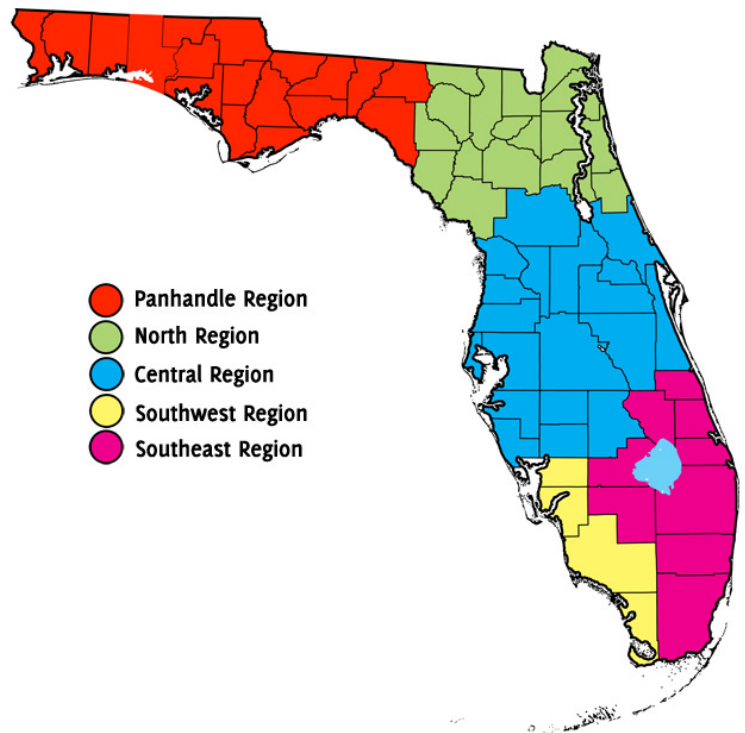 Panhandle Region
North Region
Central Region
Southwest Region
Southeast Region